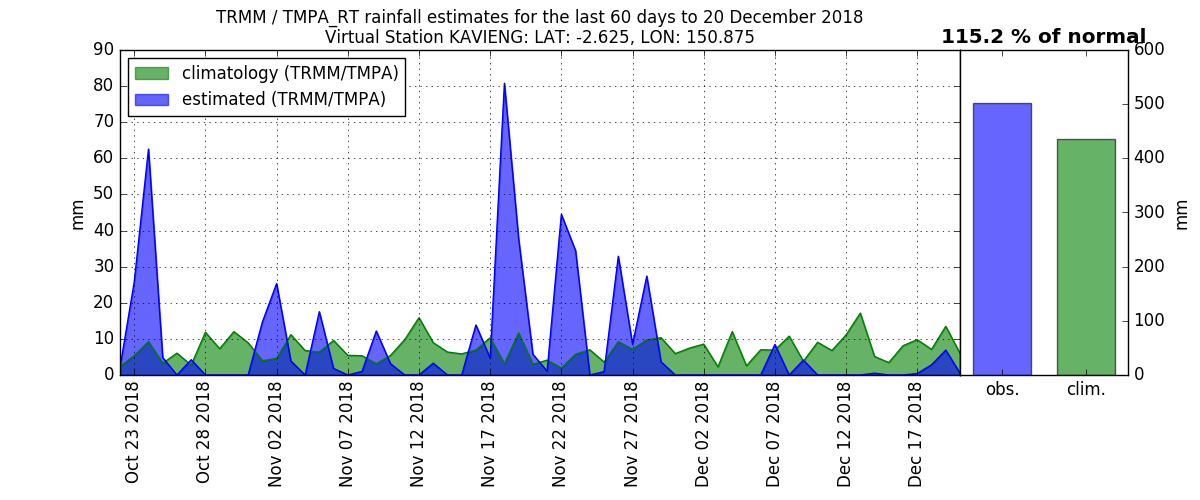 TRMM / TMPA_RT rainfall estimates for the last 60 days to 20 December 2018
Virtual Station KAVIENG: LAT: -2.625, LON: 150.875
115.2 % of normal
climatology (TRMM/TMPA)
estimated (TRMM/TMPA)
90
80
70
60
50
40
30
20
10
0
mm
Oct 23 2018
Oct 28 2018
Nov 02 2018
Nov 07 2018
Nov 12 2018
Nov 17 2018
Nov 22 2018
Nov 27 2018
Dec 02 2018
Dec 07 2018
Dec 12 2018
Dec 17 2018
600
500
400
300
200
100
0
mm
obs.
clim.